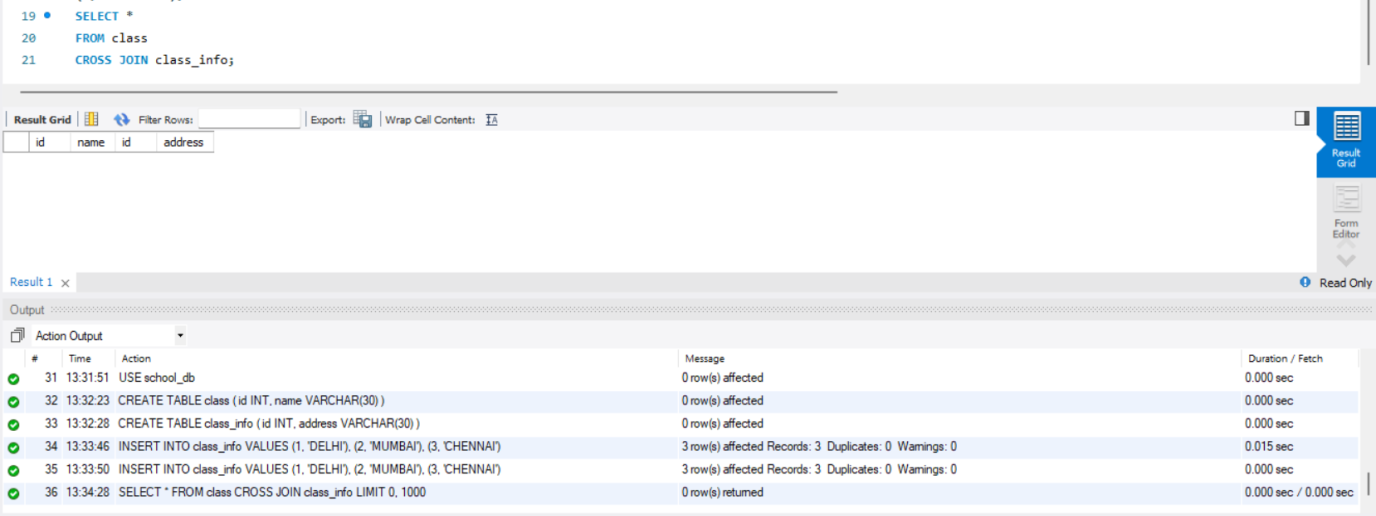 19 SELECT *
20 FROM class
21 CROSS JOIN class_info;
Result Grid Filter Rows: Export: Wrap Cell Content: IA
id name id address
Result Grid
Form Editor
Result 1 × Read Only
Output
Action Output
# Time Action Message Duration / Fetch
31 13:31:51 USE school_db 0 row(s) affected 0.000 sec
32 13:32:23 CREATE TABLE class ( id INT, name VARCHAR(30) ) 0 row(s) affected 0.000 sec
33 13:32:28 CREATE TABLE class_info ( id INT, address VARCHAR(30) ) 0 row(s) affected 0.000 sec
34 13:33:46 INSERT INTO class_info VALUES (1, 'DELHI'), (2, 'MUMBAI'), (3, 'CHENNAI') 3 row(s) affected Records: 3 Duplicates: 0 Warnings: 0 0.015 sec
35 13:33:50 INSERT INTO class_info VALUES (1, 'DELHI'), (2, 'MUMBAI'), (3, 'CHENNAI') 3 row(s) affected Records: 3 Duplicates: 0 Warnings: 0 0.000 sec
36 13:34:28 SELECT * FROM class CROSS JOIN class_info LIMIT 0, 1000 0 row(s) returned 0.000 sec / 0.000 sec